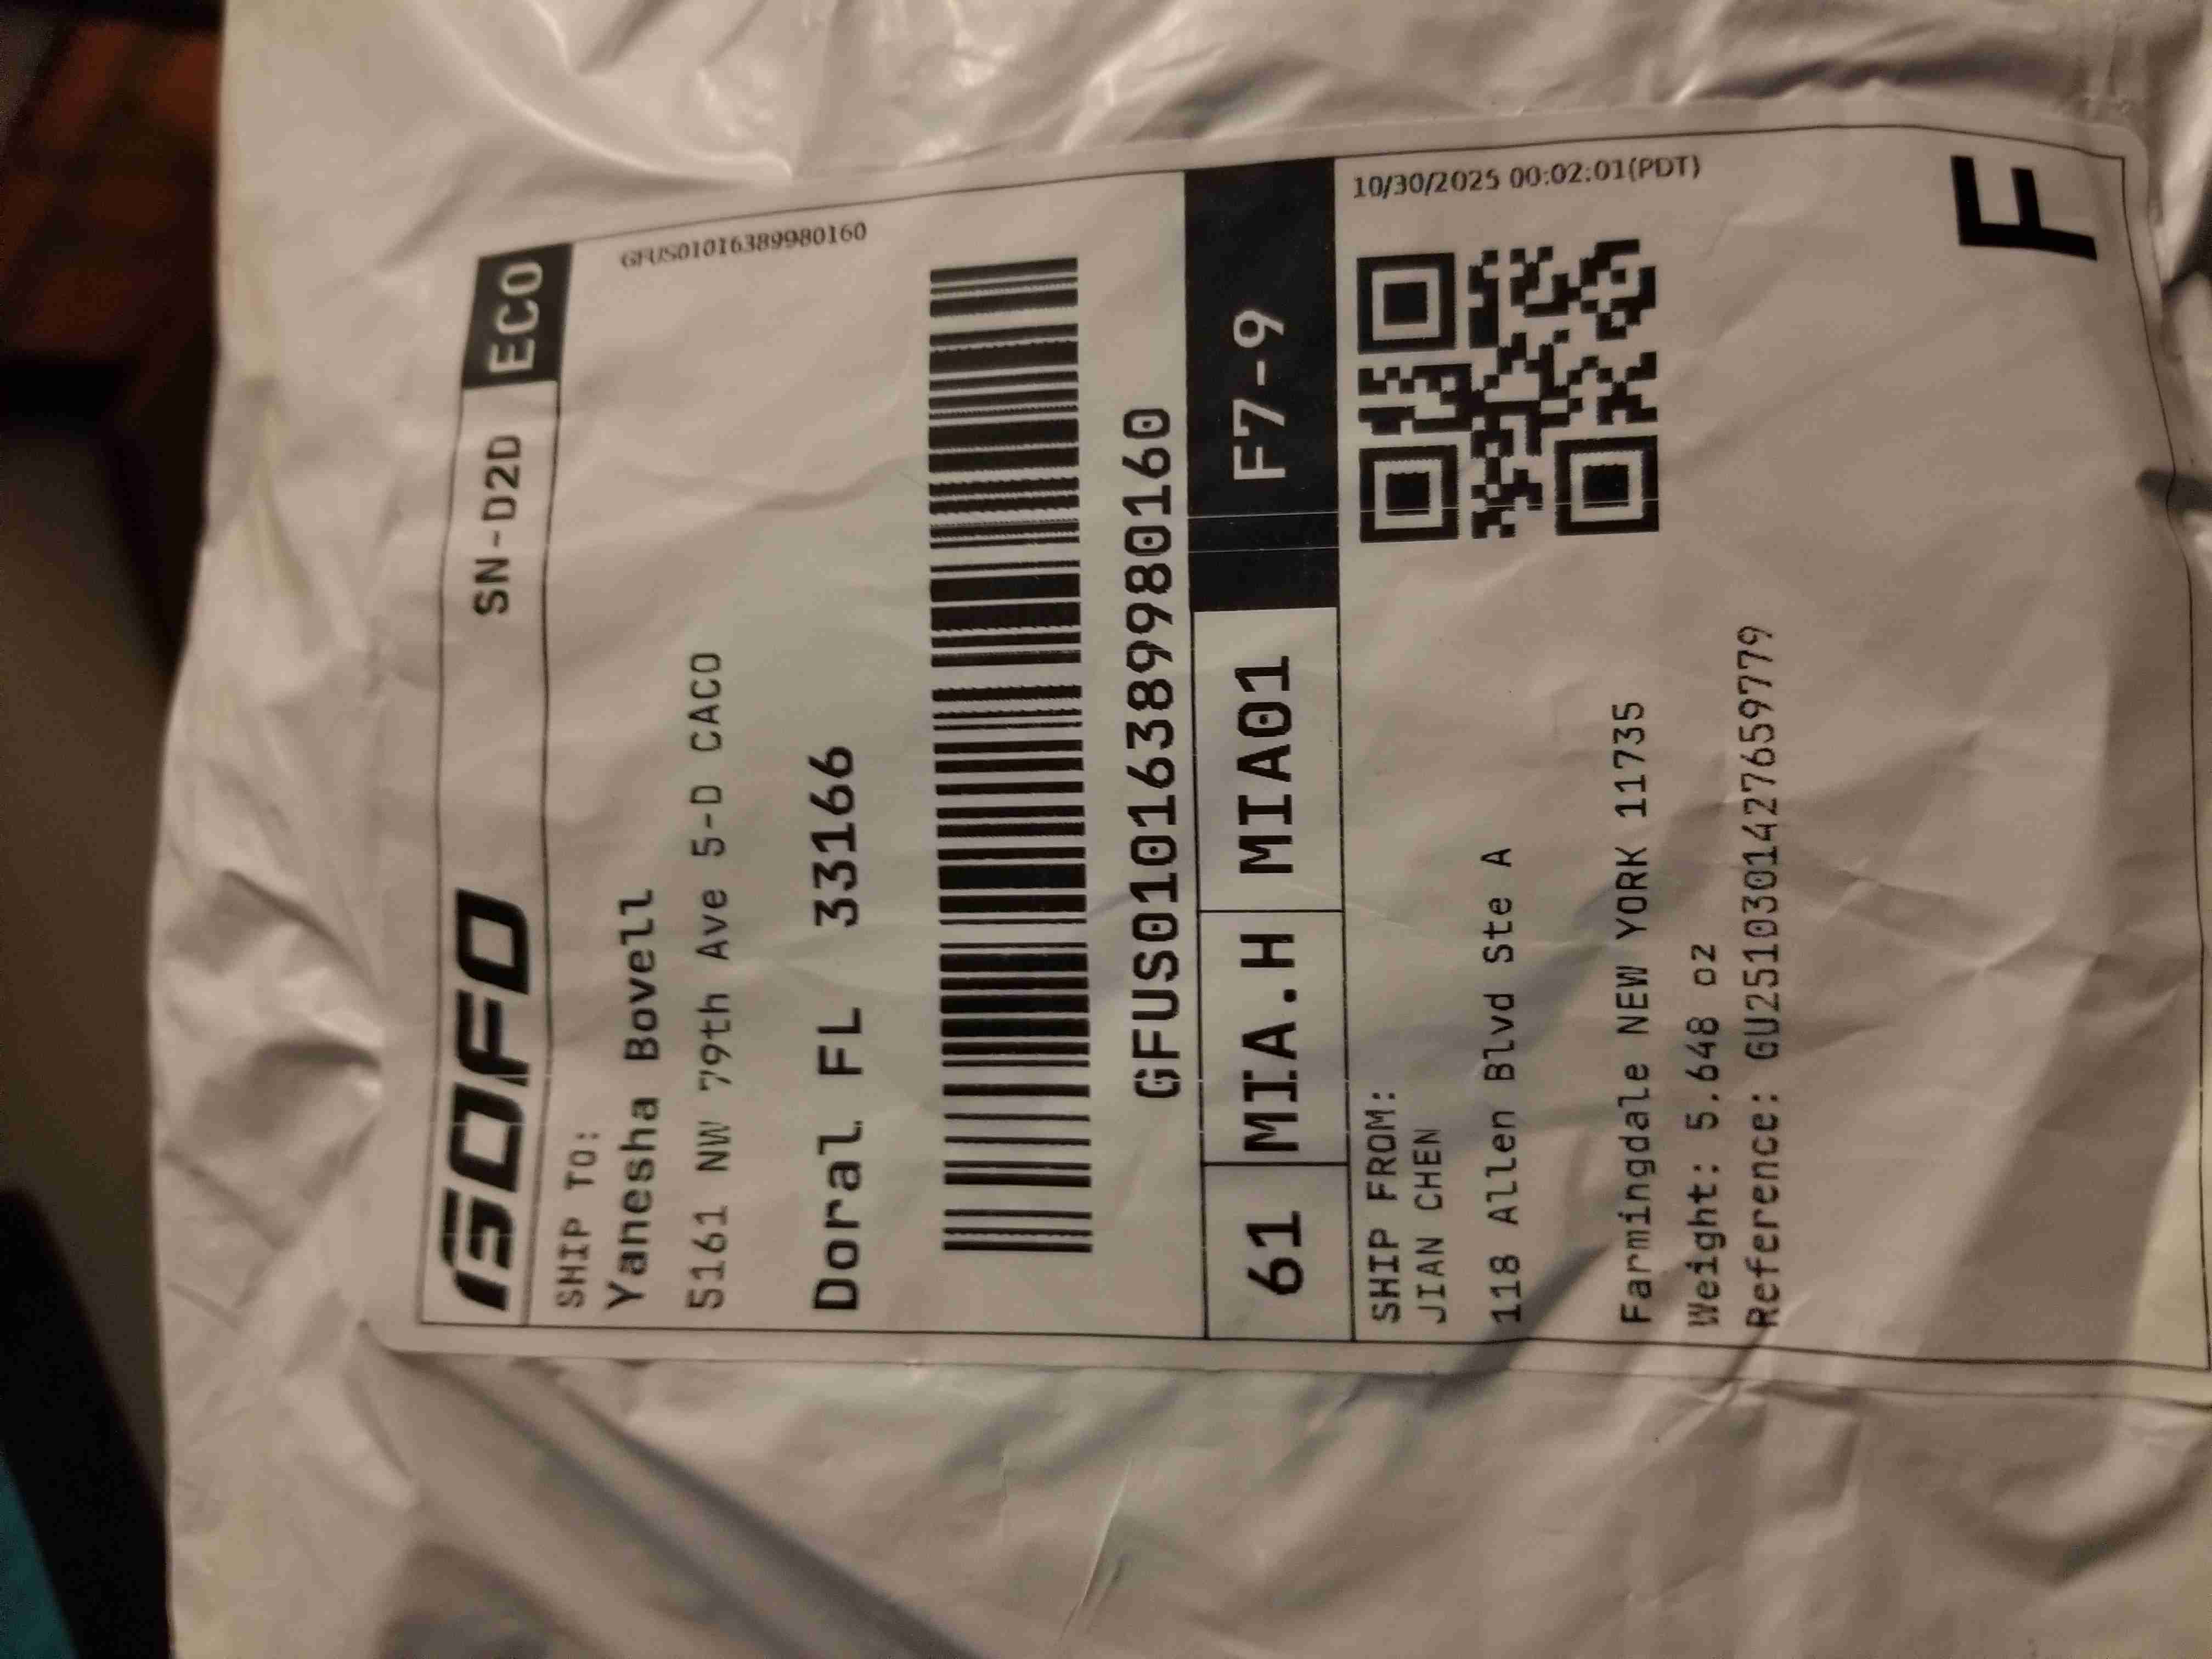 GOFO
SN-D2D ECO
SHIP TO:
GFUS01016389980160
Yanesha Bovell
5161 NW 79th Ave 5-D CACO
Doral FL 33166
GFUS01016389980160
61 MIA.H MIA01 F7-9
SHIP FROM:
10/30/2025 00:02:01(PDT)
JIAN CHEN
118 Allen Blvd Ste A
Farmingdale NEW YORK 11735
Weight: 5.648 oz
Reference: GU251030142765977​9
F